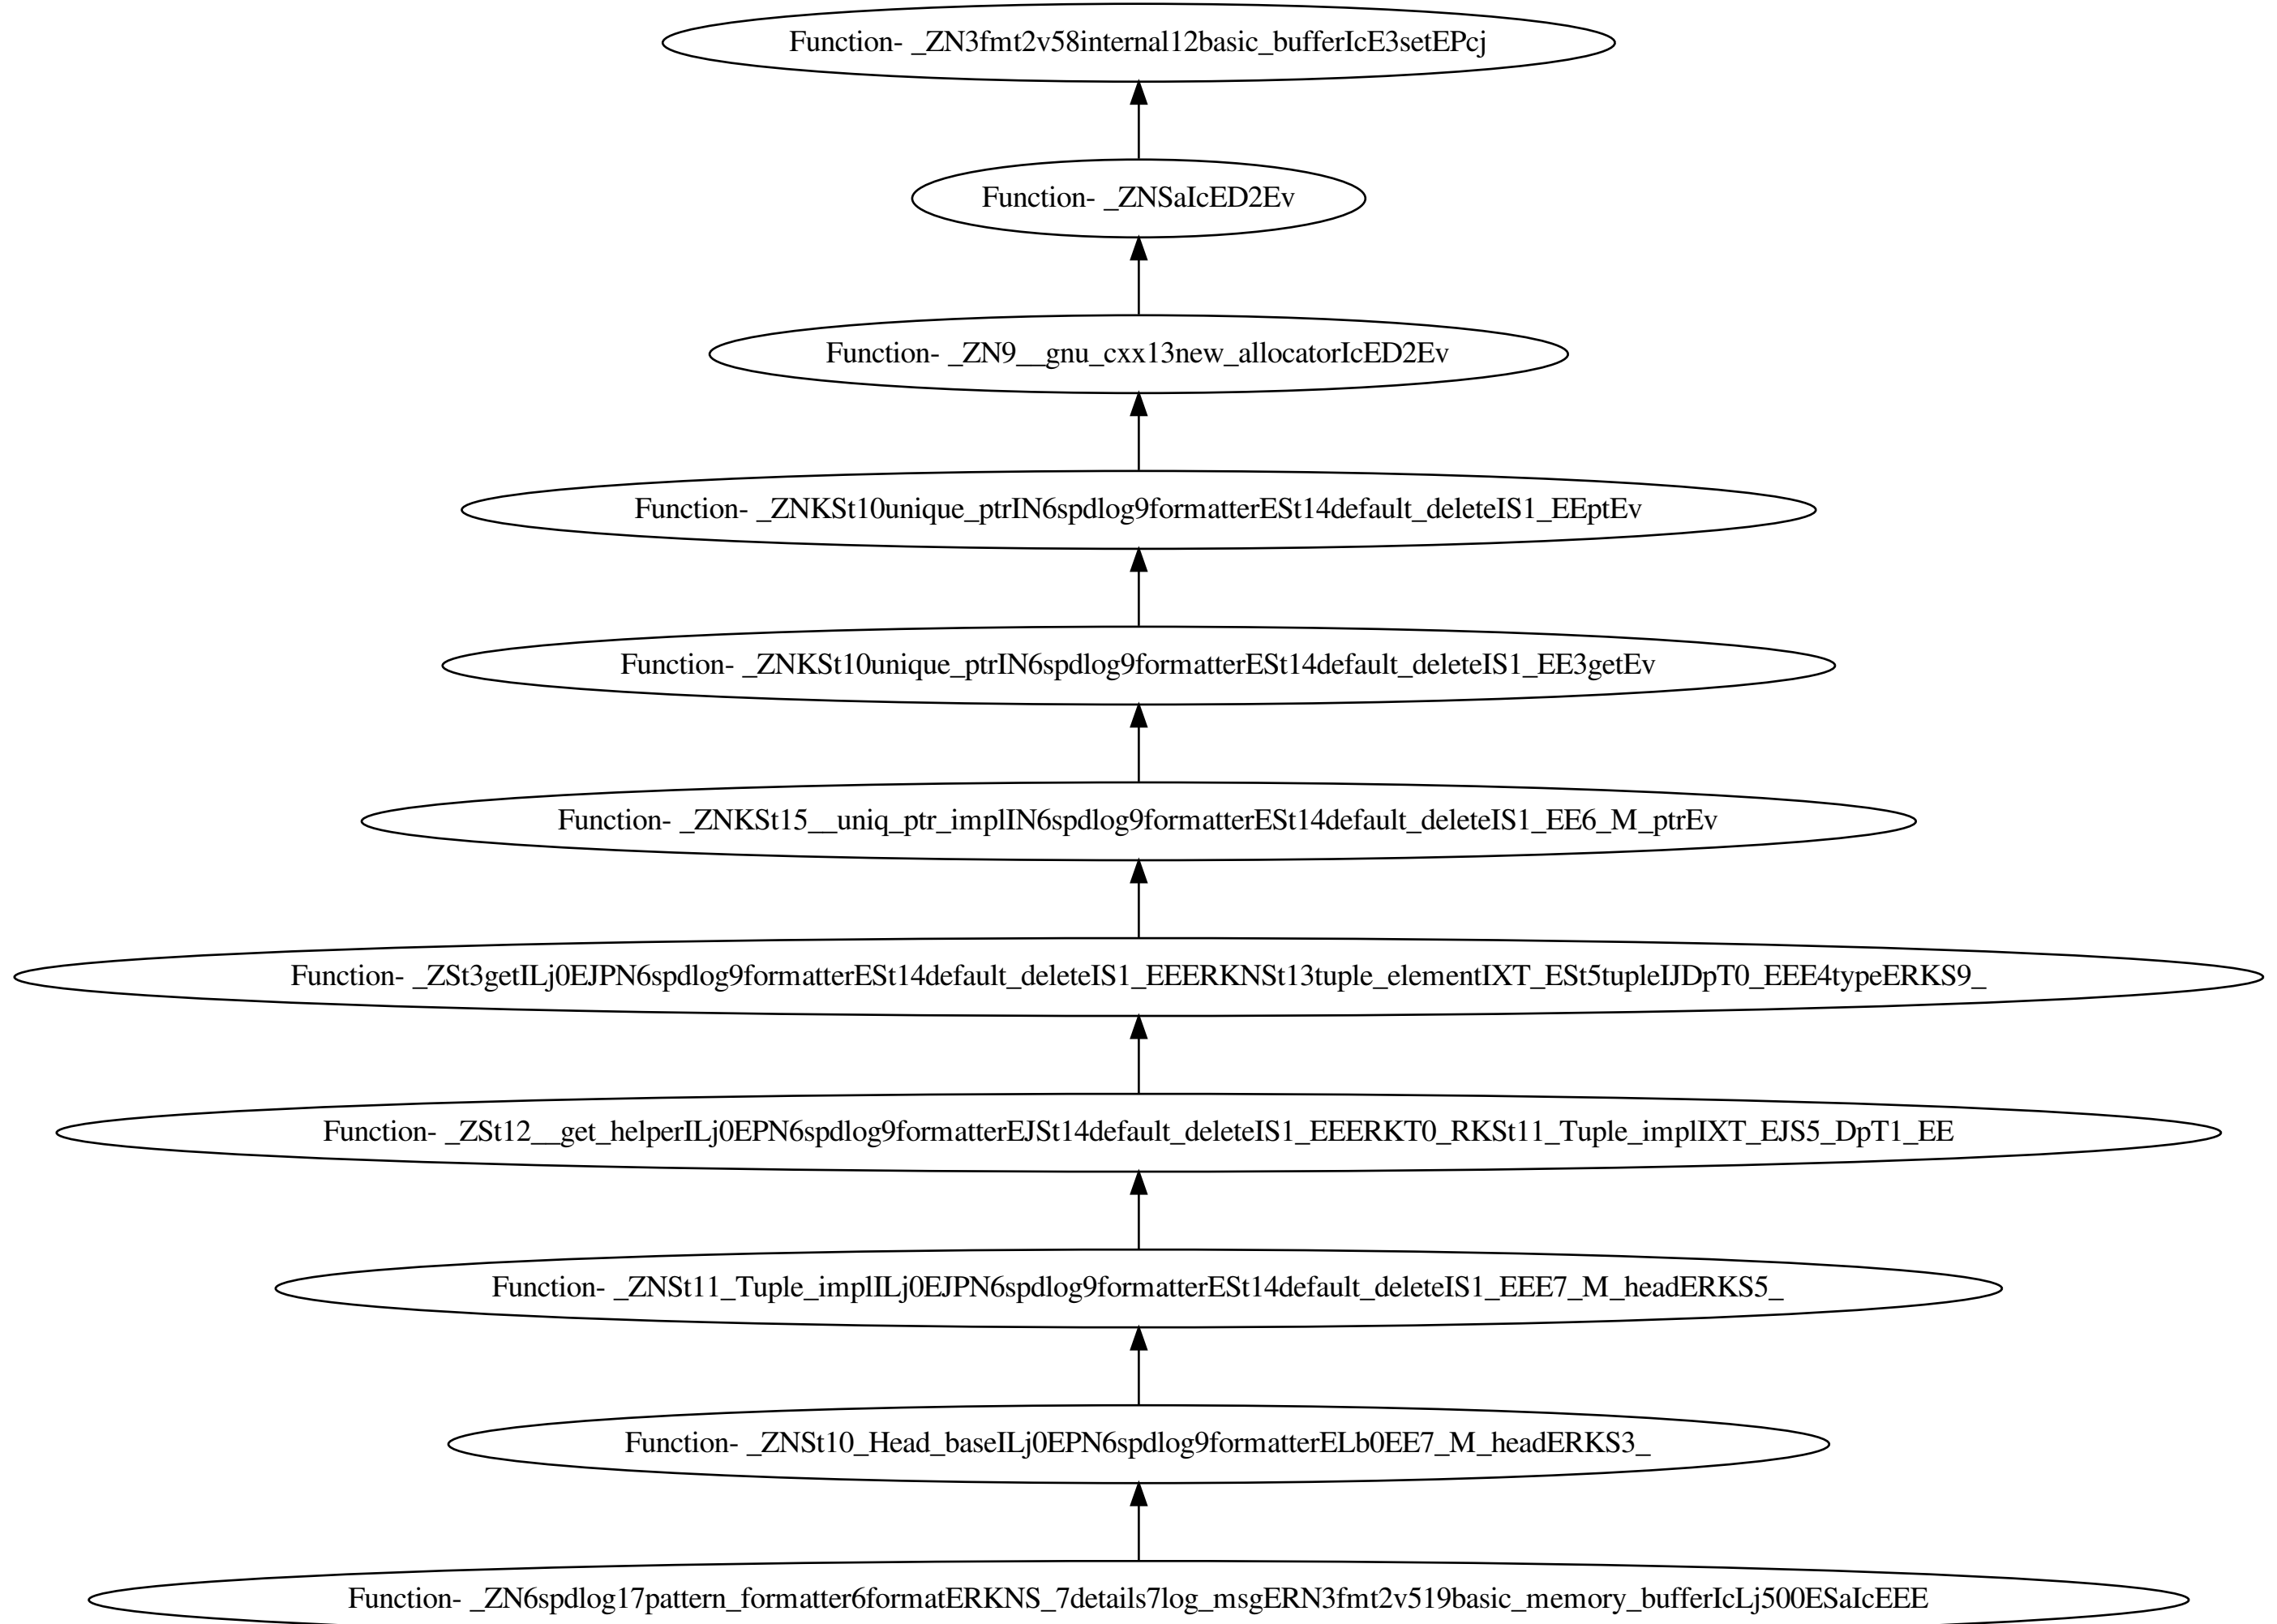 Function- _ZN3fmt2v58internal12basic_bufferIcE3setEPcj
Function- _ZNSaIcED2Ev
Function- _ZN9__gnu_cxx13new_allocatorIcED2Ev
Function- _ZNKSt10unique_ptrIN6spdlog9formatterESt14default_deleteIS1_EEptEv
Function- _ZNKSt10unique_ptrIN6spdlog9formatterESt14default_deleteIS1_EE3getEv
Function- _ZNKSt15__uniq_ptr_implIN6spdlog9formatterESt14default_deleteIS1_EE6_M_ptrEv
Function- _ZSt3getILj0EJPN6spdlog9formatterESt14default_deleteIS1_EEERKNSt13tuple_elementIXT_ESt5tupleIJDpT0_EEE4typeERKS9_
Function- _ZSt12__get_helperILj0EPN6spdlog9formatterEJSt14default_deleteIS1_EEERKT0_RKSt11_Tuple_implIXT_EJS5_DpT1_EE
Function- _ZNSt11_Tuple_implILj0EJPN6spdlog9formatterESt14default_deleteIS1_EEE7_M_headERKS5_
Function- _ZNSt10_Head_baseILj0EPN6spdlog9formatterELb0EE7_M_headERKS3_
Function- _ZN6spdlog17pattern_formatter6formatERKNS_7details7log_msgERN3fmt2v519basic_memory_bufferIcLj500ESaIcEEE